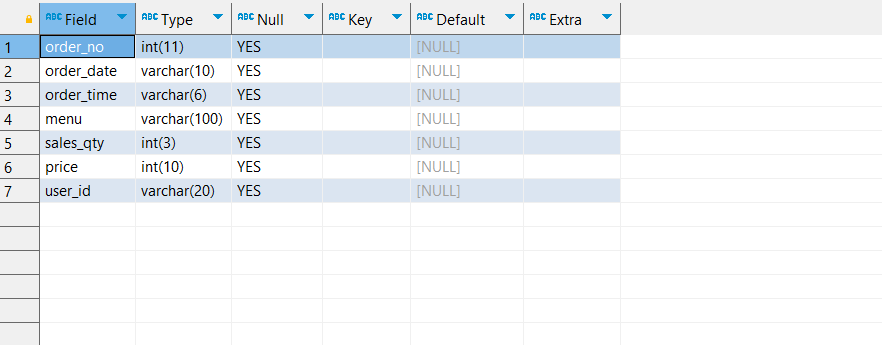 ABC Field ABC Type ABC Null ABC Key ABC Default ABC Extra
1 order_no int(11) YES [NULL]
2 order_date varchar(10) YES [NULL]
3 order_time varchar(6) YES [NULL]
4 menu varchar(100) YES [NULL]
5 sales_qty int(3) YES [NULL]
6 price int(10) YES [NULL]
7 user_id varchar(20) YES [NULL]